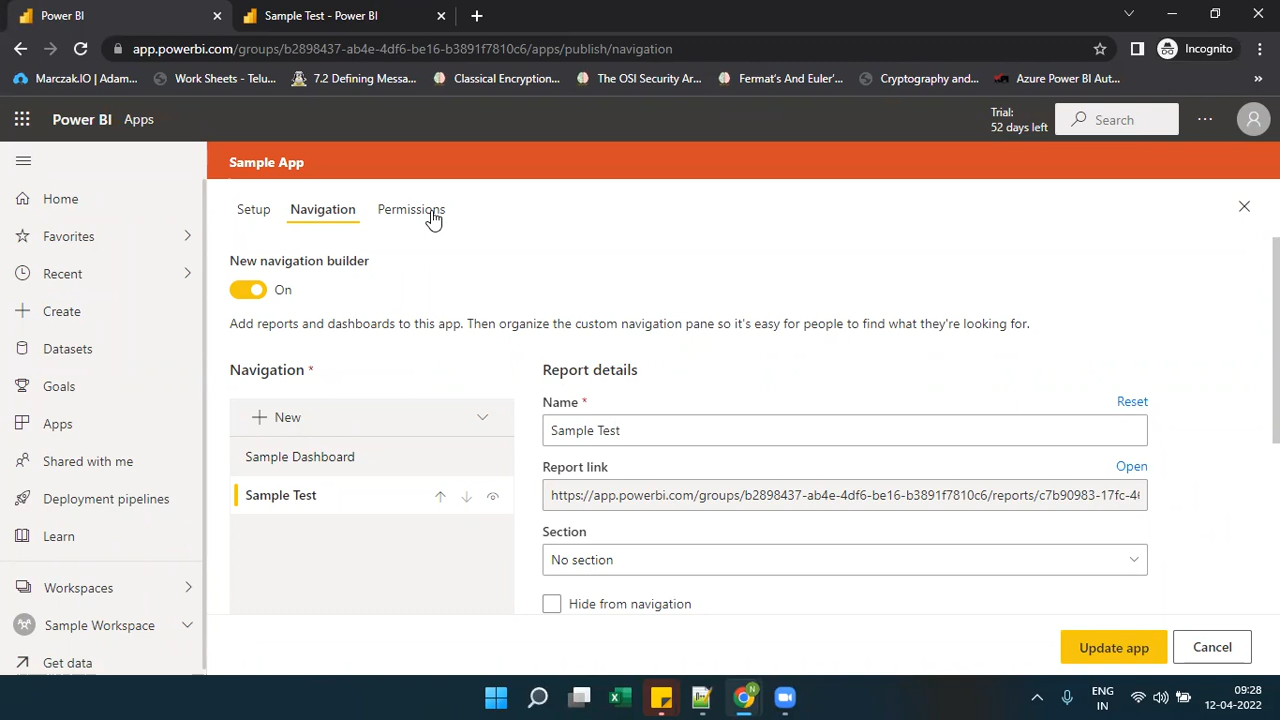 Power BI
Sample Test - Power BI
app.powerbi.com/groups/b2898437-ab4e-4df6-be16-b3891f7810c6/apps/publish/navigation
Incognito
Marczak.IO | Adam...
Work Sheets - Telu...
7.2 Defining Messa...
Classical Encryption...
The OSI Security Ar...
Fermat's And Euler'...
Cryptography and...
Azure Power BI Aut...
Power BI Apps
Trial:
52 days left
Search
Sample App
Home
Favorites
Recent
Create
Datasets
Goals
Apps
Shared with me
Deployment pipelines
Learn
Workspaces
Sample Workspace
Get data
Setup
Navigation
Permissions
New navigation builder
On
Add reports and dashboards to this app. Then organize the custom navigation pane so it's easy for people to find what they're looking for.
Navigation *
New
Sample Dashboard
Sample Test
Report details
Name *
Reset
Sample Test
Report link
Open
https://app.powerbi.com/groups/b2898437-ab4e-4df6-be16-b3891f7810c6/reports/c7b90983-17fc-4
Section
No section
Hide from navigation
Update app
Cancel
ENG
IN
09:28
12-04-2022